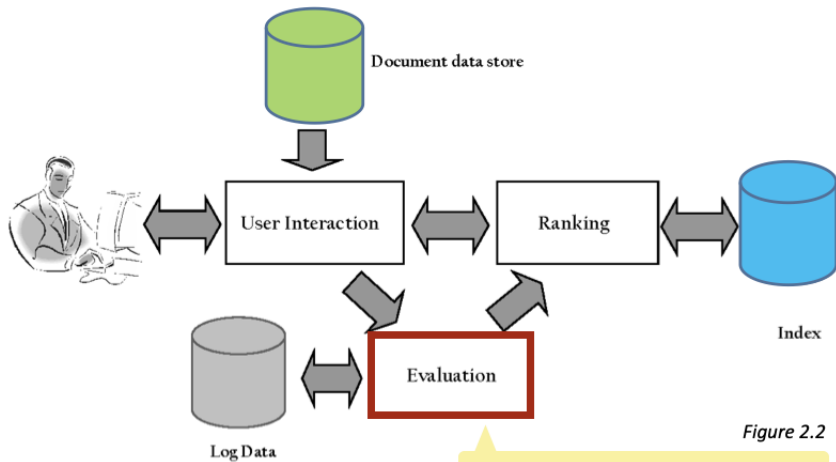 Document data store
User Interaction
Ranking
Index
Evaluation
Log Data
Figure 2.2